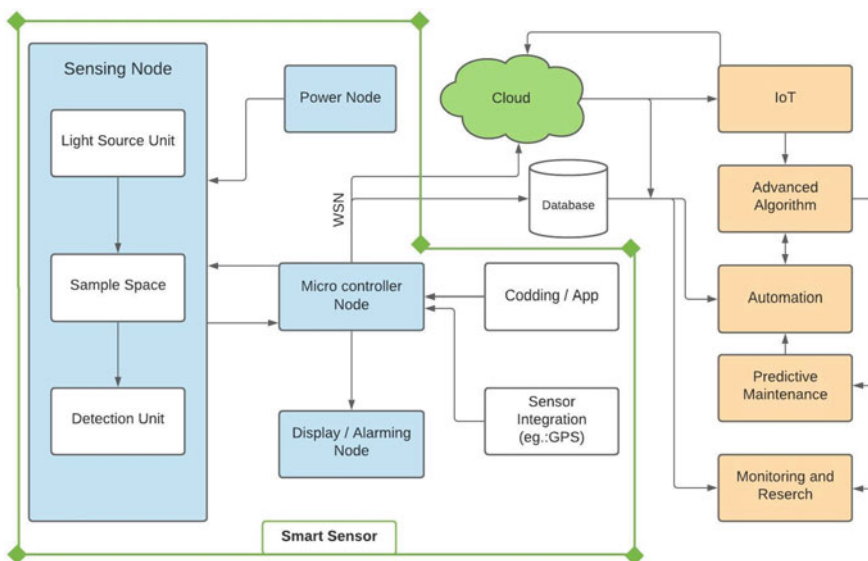 Sensing Node
Light Source Unit
Sample Space
Detection Unit
Power Node
WSN
Micro controller
Node
Display / Alarming
Node
Cloud
Database
Codding / App
Sensor
Integration
(eg.:GPS)
Smart Sensor
IoT
Advanced
Algorithm
Automation
Predictive
Maintenance
Monitoring and
Reserch